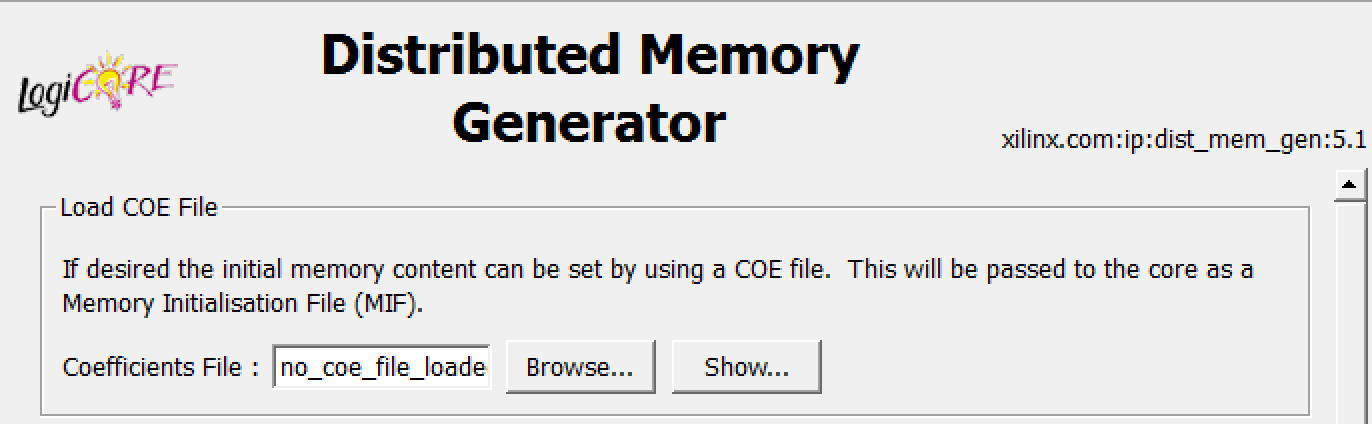 LogiCORE
Distributed Memory
Generator
xilinx.com:ip:dist_mem_gen:5.1
Load COE File
If desired the initial memory content can be set by using a COE file.  This will be passed to the core as a
Memory Initialisation File (MIF).
Coefficients File : no_coe_file_loade Browse... Show...